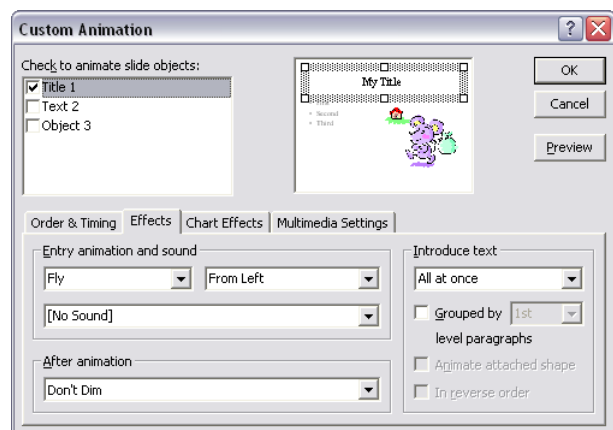 Custom Animation
Check to animate slide objects:
Title 1
Text 2
Object 3
My Title
Second
Third
OK
Cancel
Preview
Order & Timing
Effects
Chart Effects
Multimedia Settings
Entry animation and sound
Fly
From Left
[No Sound]
After animation
Don't Dim
Introduce text
All at once
Grouped by 1st
level paragraphs
Animate attached shape
In reverse order